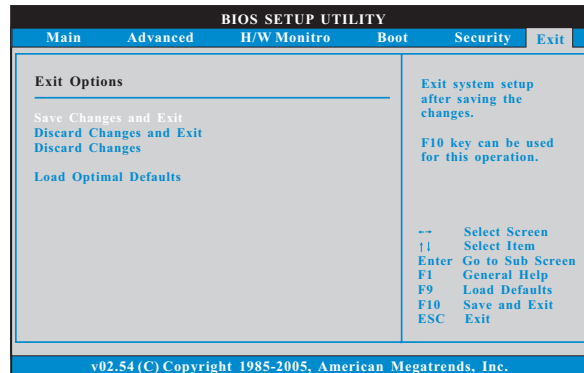 BIOS SETUP UTILITY
Main Advanced H/W Monitro Boot Security Exit
Exit Options
Save Changes and Exit
Discard Changes and Exit
Discard Changes
Load Optimal Defaults
Exit system setup
after saving the
changes.
F10 key can be used
for this operation.
←→ Select Screen
↑↓ Select Item
Enter Go to Sub Screen
F1 General Help
F9 Load Defaults
F10 Save and Exit
ESC Exit
v02.54 (C) Copyright 1985-2005, American Megatrends, Inc.